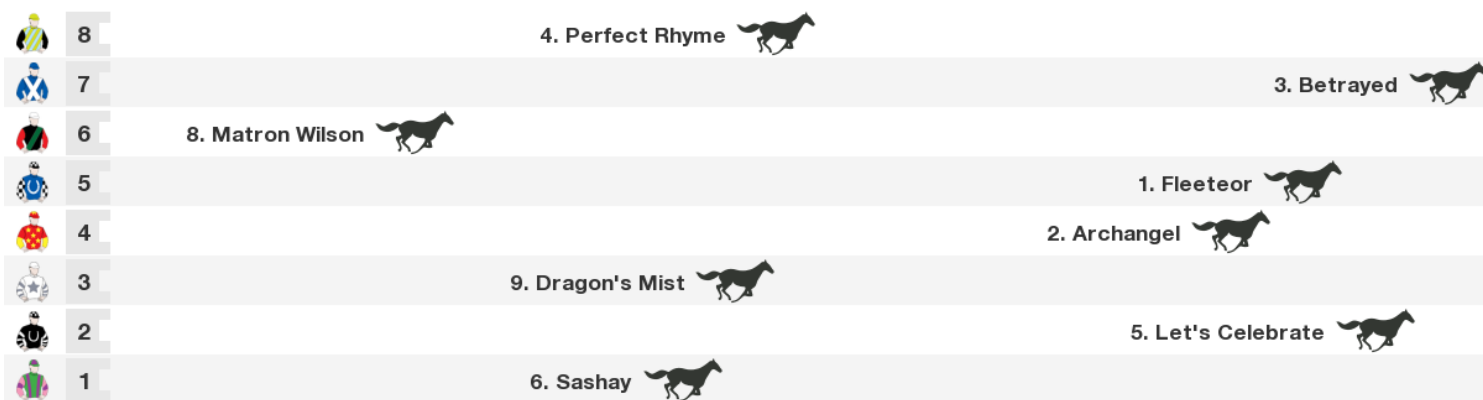 8 4. Perfect Rhyme
7 3. Betrayed
6 8. Matron Wilson
5 1. Fleeteor
4 2. Archangel
3 9. Dragon's Mist
2 5. Let's Celebrate
1 6. Sashay